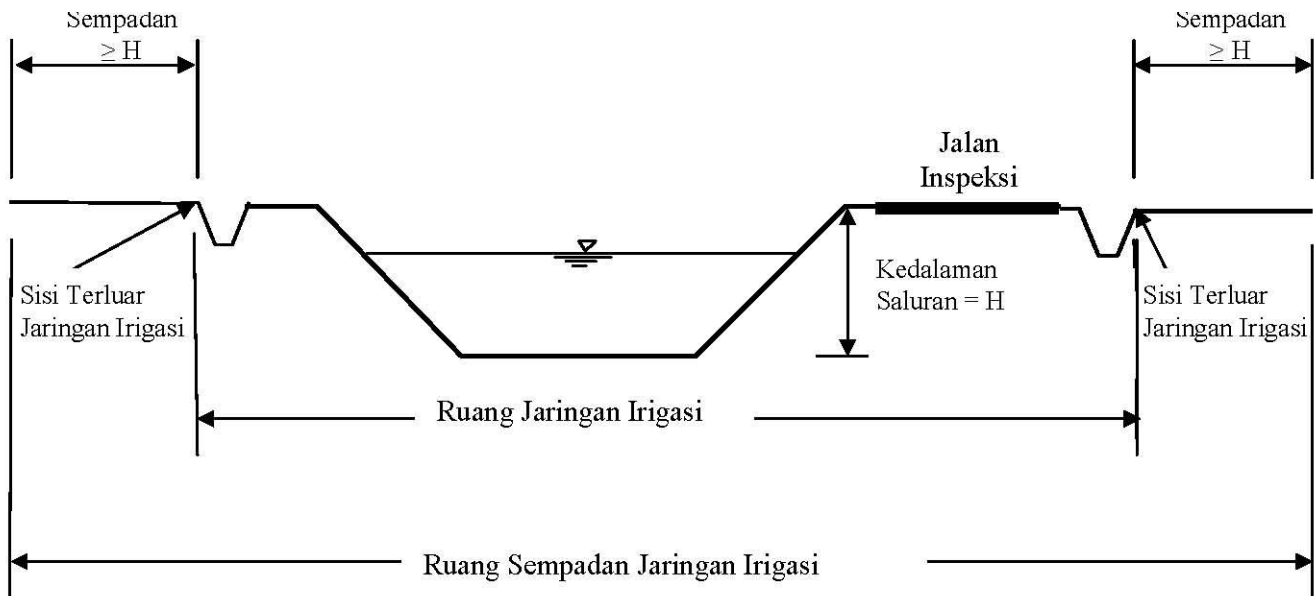 Sempadan
≥ H
Sempadan
≥ H
Jalan
Inspeksi
Sisi Terluar
Jaringan Irigasi
Kedalaman
Saluran = H
Sisi Terluar
Jaringan Irigasi
Ruang Jaringan Irigasi
Ruang Sempadan Jaringan Irigasi